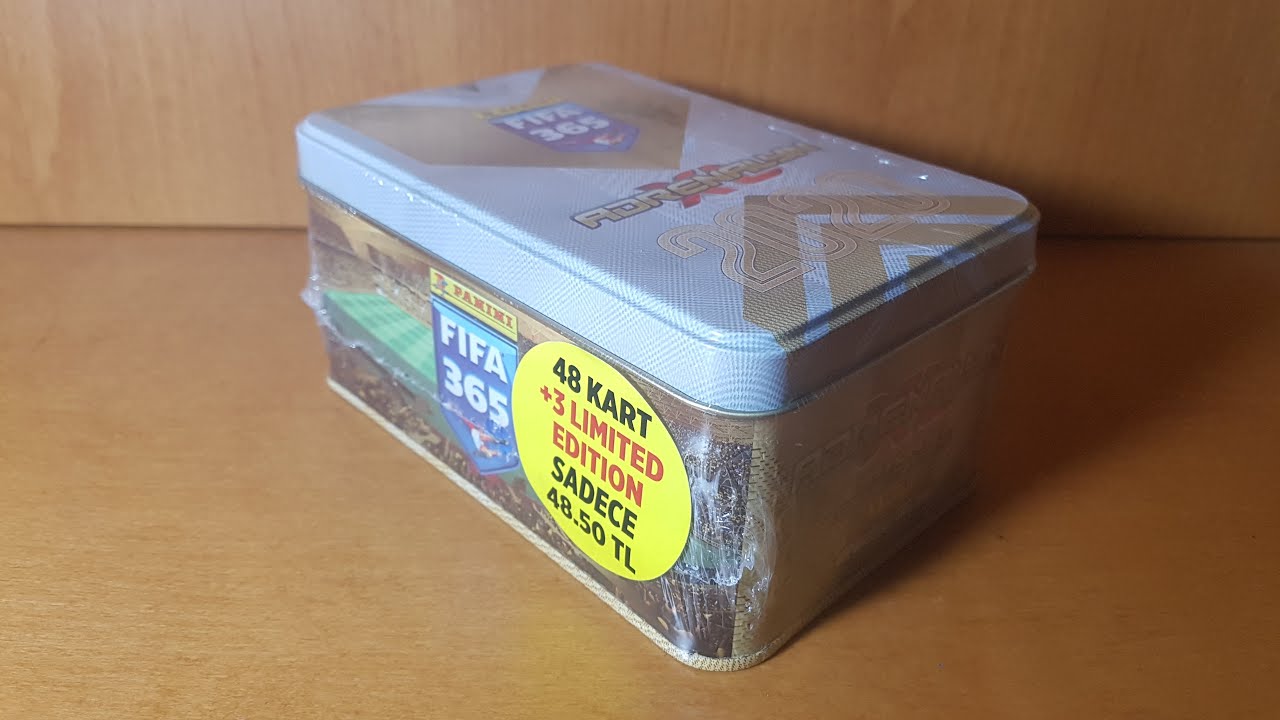 FIFA
365
ADRENALYN
XL
2020
PANINI
FIFA
365
48 KART
+3 LIMITED
EDITION
SADECE
48.50 TL